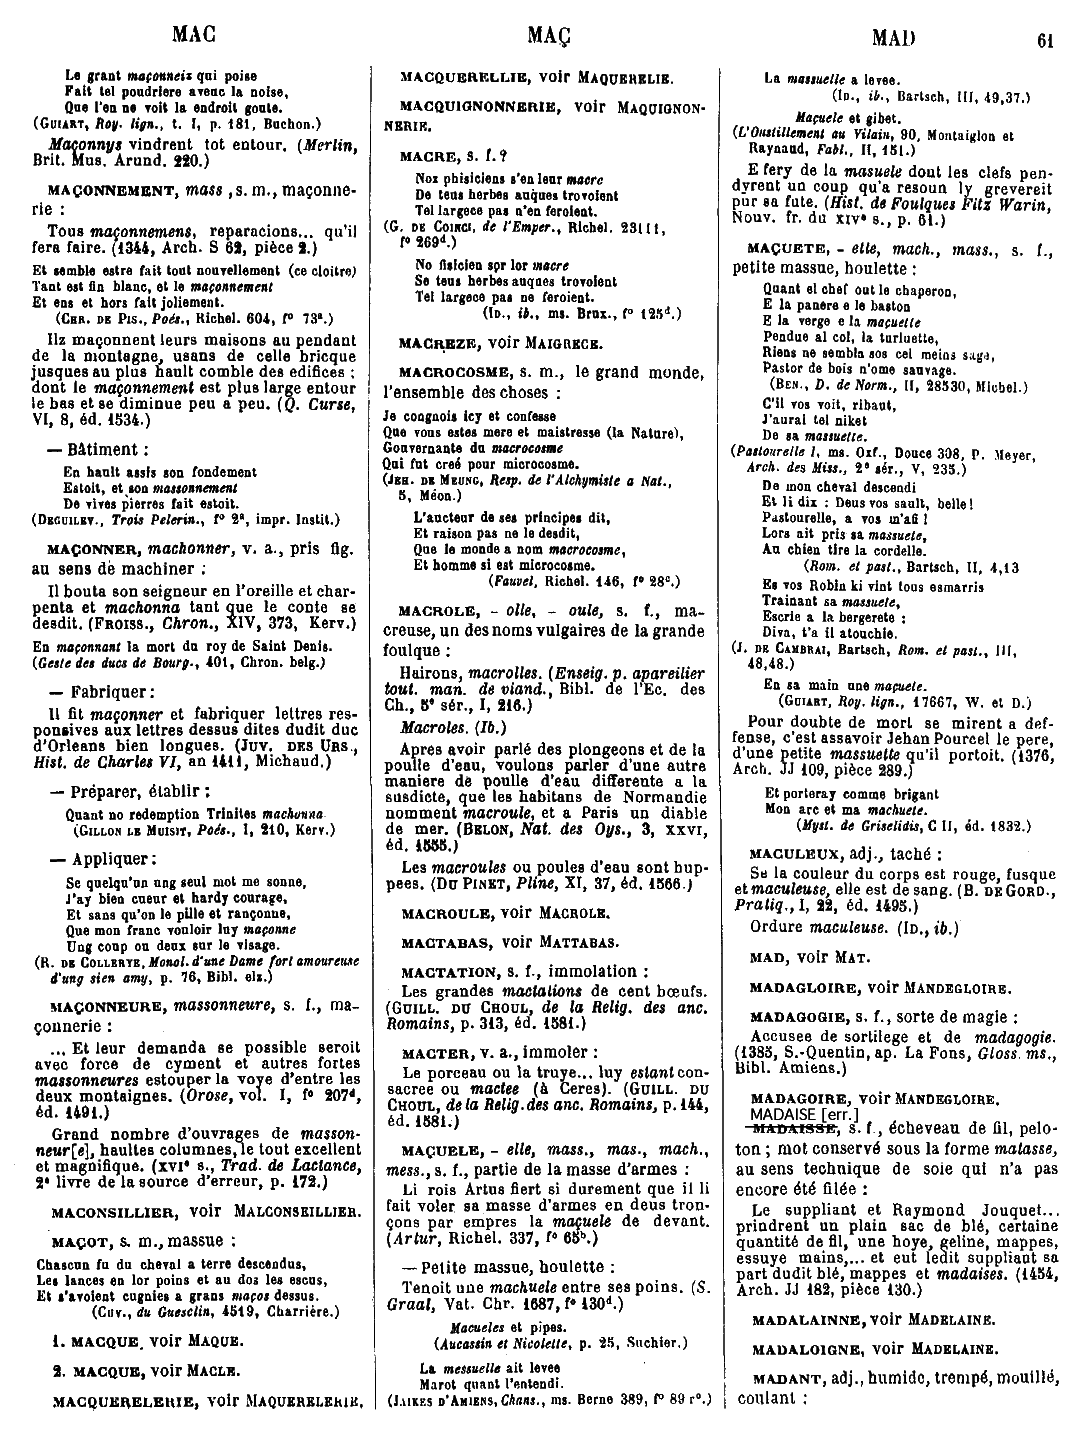 MAC
MAÇ
MAD
61
Le grant maçonneis qui poise
Fait tel poudriere avenc la noise,
Que l'en ne voit la endroit goute.
(GUIART, Roy. lign., t. I, p. 181, Buchon.)
Maçonnys vindrent tot entour. (Merlin,
Brit. Mus. Arund. 220.)
MAÇONNEMENT, mass , s. m., maçonne-
rie :
Tous maçonnemens, reparacions... qu'il
fera faire. (1344, Arch. S 62, pièce 2.)
Et semble estre fait tout nouvellement (ce cloitre)
Tant est fin blanc, et le maçonnement
Et ens et hors fait joliement.
(CHR. DE PIS., Poés., Richel. 604, f° 73ª.)
Ilz maçonnent leurs maisons au pendant
de la montagne, usans de celle bricque
jusques au plus hault comble des edifices ;
dont le maçonnement est plus large entour
le bas et se diminue peu a peu. (Q. Curse,
VI, 8, éd. 1534.)
— Bâtiment :
En hault assis son fondement
Estoit, et son massonnement
De vives pierres fait estoit.
(DEGUILEV., Trois Pelerin., f° 2ª, impr. Instit.)
MAÇONNER, machonner, v. a., pris fig.
au sens de machiner :
Il bouta son seigneur en l'oreille et char-
penta et machonna tant que le conte se
desdit. (FROISS., Chron., XIV, 373, Kerv.)
En maçonnant la mort du roy de Saint Denis.
(Geste des ducs de Bourg., 401, Chron. belg.)
— Fabriquer :
Il fit maçonner et fabriquer lettres res-
ponsives aux lettres dessus dites dudit duc
d'Orleans bien longues. (JUV. DES URS.,
Hist. de Charles VI, an 1411, Michaud.)
— Préparer, établir :
Quant no redemption Trinites machonna
(GILLON LE MUISIT, Poés., I, 210, Kerv.)
— Appliquer :
Se quelqu'un ung seul mot me sonne,
J'ay bien cueur et hardy courage,
Et sans qu'on le pille et rançonne,
Que mon franc vouloir luy maçonne
Ung coup ou deux sur le visage.
(R. DE COLLERYE, Monol. d'une Dame fort amoureuse
d'ung sien amy, p. 76, Bibl. elz.)
MAÇONNEURE, massonneure, s. f., ma-
çonnerie :
... Et leur demanda se possible seroit
avec force de cyment et autres fortes
massonneures estouper la voye d'entre les
deux montaignes. (Orose, vol. I, f° 207ᵈ,
éd. 1491.)
Grand nombre d'ouvrages de masson-
neur[e], haultes columnes, le tout excellent
et magnifique. (XVIᵉ s., Trad. de Lactance,
2ᵉ livre de la source d'erreur, p. 172.)
MACONSILLIER, voir MALCONSEILLIER.
MAÇOT, s. m., massue :
Chascun fu du cheval a terre descendus,
Les lances en lor poins et au dos les escus,
Et s'avoient cugnies a grans maços dessus.
(CUV., du Guesclin, 4519, Charrière.)
1. MACQUE, voir MAQUE.
2. MACQUE, voir MACLE.
MACQUERELERIE, voir MAQUERELERIE.
MACQUERELLIE, voir MAQUERELIE.
MACQUIGNONNERIE, voir MAQUIGNON-
NERIE.
MACRE, s. f. ?
Nos phisiciens s'en leur macre
De teus herbes auques trovoient
Tel largece pas n'en feroient.
(G. DE COINCI, de l'Emper., Richel. 23111,
f° 269ᵈ.)
No fisicien sor lor macre
Se teus herbes auques trovoient
Tel largece pas ne feroient.
(ID., ib., ms. Brux., f° 125ᵈ.)
MACREZE, voir MAIGRECE.
MACROCOSME, s. m., le grand monde,
l'ensemble des choses :
Je congnois icy et confesse
Que vous estes mere et maistresse (la Nature),
Gouvernante du macrocosme
Qui fut creé pour microcosme.
(JEH. DE MEUNG, Resp. de l'Alchymiste a Nat.,
5, Méon.)
L'aucteur de ses principes dit,
Et raison pas ne le desdit,
Que le monde a nom macrocosme,
Et homme si est microcosme.
(Fauvel, Richel. 146, f° 28ᶜ.)
MACROLE, - olle, - oule, s. f., ma-
creuse, un des noms vulgaires de la grande
foulque :
Hairons, macrolles. (Enseig. p. apareilier
tout. man. de viand., Bibl. de l'Ec. des
Ch., 5ᵉ sér., I, 216.)
Macroles. (Ib.)
Apres avoir parlé des plongeons et de la
poulle d'eau, voulons parler d'une autre
maniere de poulle d'eau differente a la
susdicte, que les habitans de Normandie
nomment macroule, et a Paris un diable
de mer. (BELON, Nat. des Oys., 3, XXVI,
éd. 1555.)
Les macroules ou poules d'eau sont hup-
pees. (DU PINET, Pline, XI, 37, éd. 1566.)
MACROULE, voir MACROLE.
MACTABAS, voir MATTABAS.
MACTATION, s. f., immolation :
Les grandes mactations de cent bœufs.
(GUILL. DU CHOUL, de la Relig. des anc.
Romains, p. 313, éd. 1581.)
MACTER, v. a., immoler :
Le porceau ou la truye... luy estant con-
sacree ou mactee (à Ceres). (GUILL. DU
CHOUL, de la Relig. des anc. Romains, p. 144,
éd. 1581.)
MAÇUELE, - elle, mass., mas., mach.,
mess., s. f., partie de la masse d'armes :
Li rois Artus fiert si durement que il li
fait voler sa masse d'armes en deus tron-
çons par empres la maçuele de devant.
(Artur, Richel. 337, f° 65ᵇ.)
— Petite massue, houlette :
Tenoit une machuele entre ses poins. (S.
Graal, Vat. Chr. 1687, f° 130ᵈ.)
Macueles et pipes.
(Aucassin et Nicolette, p. 25, Suchier.)
La messuelle ait levee
Marot quant l'entendi.
(JAIKES D'AMIENS, Chans., ms. Berne 389, f° 89 r°.)
La massuelle a levee.
(ID., ib., Bartsch, III, 49,37.)
Maçuele et gibet.
(L'Oustillement au Vilain, 90, Montaiglon et
Raynaud, Fabl., II, 151.)
E fery de la masuele dont les clefs pen-
dyrent un coup qu'a resoun ly grevereit
pur sa fute. (Hist. de Foulques Fitz Warin,
Nouv. fr. du XIVᵉ s., p. 61.)
MAÇUETE, - ette, mach., mass., s. f.,
petite massue, houlette :
Quant el chef out le chaperon,
E la panere e le baston
E la verge e la maçuette
Pendue al col, la turluette,
Riens ne sembla sos cel meins sage,
Pastor de bois n'ome sauvage.
(BEN., D. de Norm., II, 28530, Michel.)
C'il vos voit, ribaut,
J'aural tel niket
De sa massuette.
(Pastourelle 1, ms. Oxf., Douce 308, P. Meyer,
Arch. des Miss., 2ᵉ sér., V, 235.)
De mon cheval descendi
Et li dix : Deus vos sault, belle !
Pastourelle, a vos m'afi !
Lors ait pris sa massuete,
Au chien tire la cordelle.
(Rom. et past., Bartsch, II, 4,13
Es vos Robin ki vint tous esmarris
Trainant sa massuete,
Escrie a la bergerete :
Diva, t'a il atouchie.
(J. DE CAMBRAI, Bartsch, Rom. et past., III,
48,48.)
En sa main une maçuete.
(GUIART, Roy. lign., 17667, W. et D.)
Pour doubte de mort se mirent a def-
fense, c'est assavoir Jehan Pourcel le pere,
d'une petite massuette qu'il portoit. (1376,
Arch. JJ 109, pièce 289.)
Et porteray comme brigant
Mon arc et ma machuete.
(Myst. de Griselidis, C II, éd. 1832.)
MACULEUX, adj., taché :
Se la couleur du corps est rouge, fusque
et maculeuse, elle est de sang. (B. DE GORD.,
Pratiq., I, 22, éd. 1495.)
Ordure maculeuse. (ID., ib.)
MAD, voir MAT.
MADAGLOIRE, voir MANDEGLOIRE.
MADAGOGIE, s. f., sorte de magie :
Accusee de sortilege et de madagogie.
(1385, S.-Quentin, ap. La Fons, Gloss. ms.,
Bibl. Amiens.)
MADAGOIRE, voir MANDEGLOIRE.
MADAISE [err.]
MADAISSE, s. f , écheveau de fil, pelo-
ton ; mot conservé sous la forme matasse,
au sens technique de soie qui n'a pas
encore été filée :
Le suppliant et Raymond Jouquet...
prindrent un plain sac de blé, certaine
quantité de fil, une hoye, geline, mappes,
essuye mains,... et eut ledit suppliant sa
part dudit blé, mappes et madaises. (1454,
Arch. JJ 182, pièce 130.)
MADALAINNE, voir MADELAINE.
MADALOIGNE, voir MADELAINE.
MADANT, adj., humide, trempé, mouillé,
coulant :